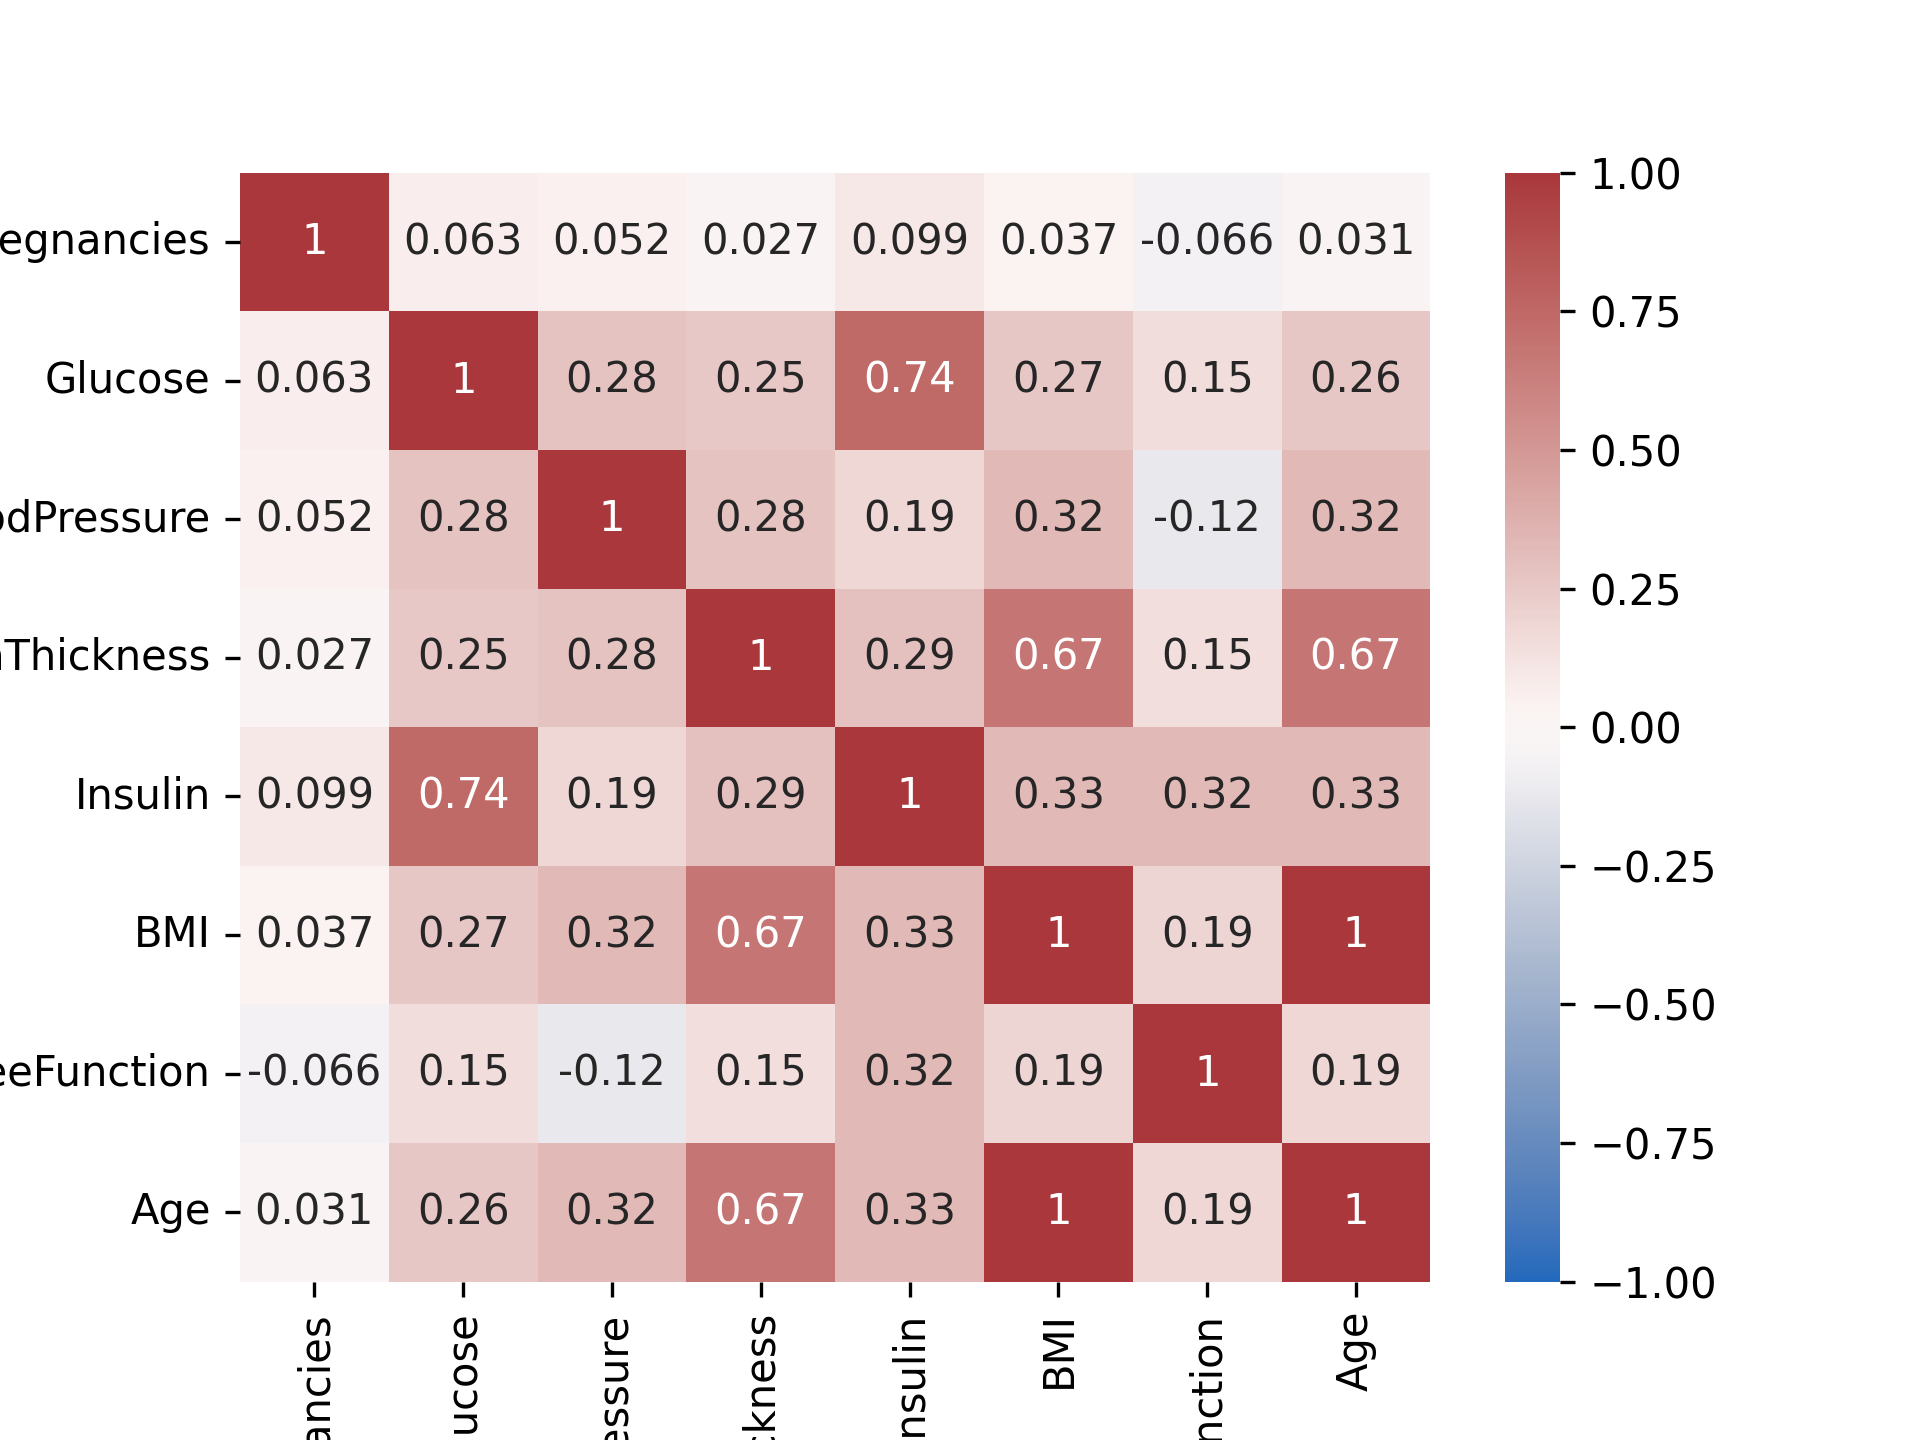 egnancies 1 0.063 0.052 0.027 0.099 0.037 -0.066 0.031
Glucose 0.063 1 0.28 0.25 0.74 0.27 0.15 0.26
odPressure 0.052 0.28 1 0.28 0.19 0.32 -0.12 0.32
Thickness 0.027 0.25 0.28 1 0.29 0.67 0.15 0.67
Insulin 0.099 0.74 0.19 0.29 1 0.33 0.32 0.33
BMI 0.037 0.27 0.32 0.67 0.33 1 0.19 1
eeFunction -0.066 0.15 -0.12 0.15 0.32 0.19 1 0.19
Age 0.031 0.26 0.32 0.67 0.33 1 0.19 1
ancies
ucose
essure
ckness
nsulin
BMI
nction
Age
1.00
0.75
0.50
0.25
0.00
−0.25
−0.50
−0.75
−1.00